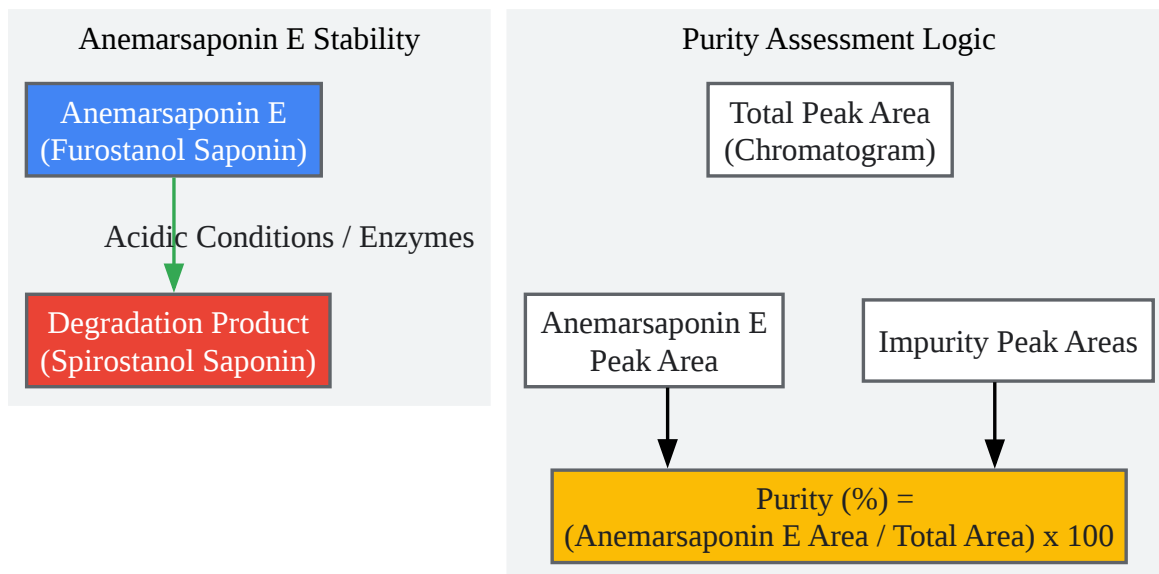 Anemarsaponin E Stability
Anemarsaponin E
(Furostanol Saponin)
Acidic Conditions / Enzymes
Degradation Product
(Spirostanol Saponin)
Purity Assessment Logic
Total Peak Area
(Chromatogram)
Anemarsaponin E
Peak Area
Impurity Peak Areas
Purity (%) =
(Anemarsaponin E Area / Total Area) x 100